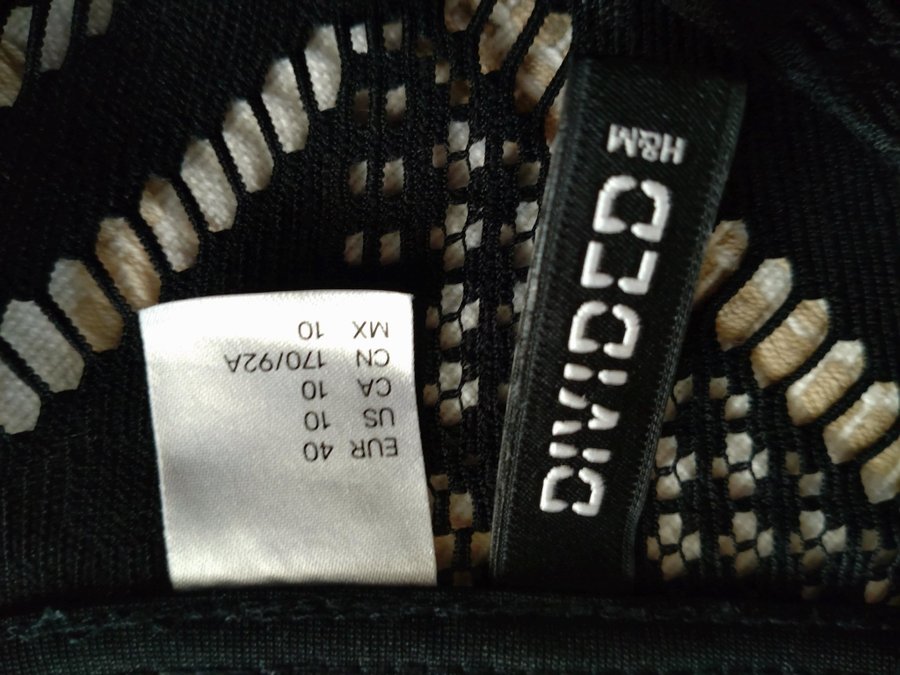 EUR 40
US 10
CA 10
CN 170/92A
MX 10
DIVIDED
H&M